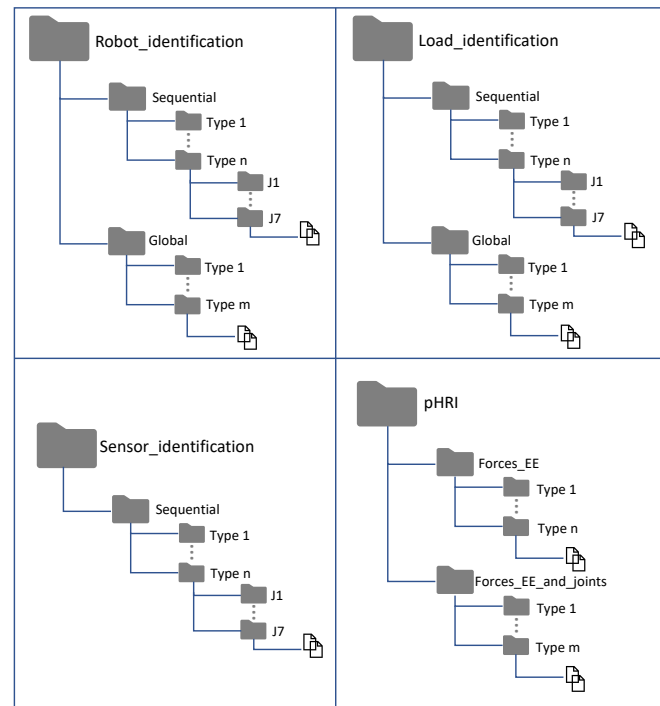 Robot_identification
Sequential
Type 1
Type n
J1
J7
Global
Type 1
Type m
Load_identification
Sequential
Type 1
Type n
J1
J7
Global
Type 1
Type m
Sensor_identification
Sequential
Type 1
Type n
J1
J7
pHRI
Forces_EE
Type 1
Type n
Forces_EE_and_joints
Type 1
Type m